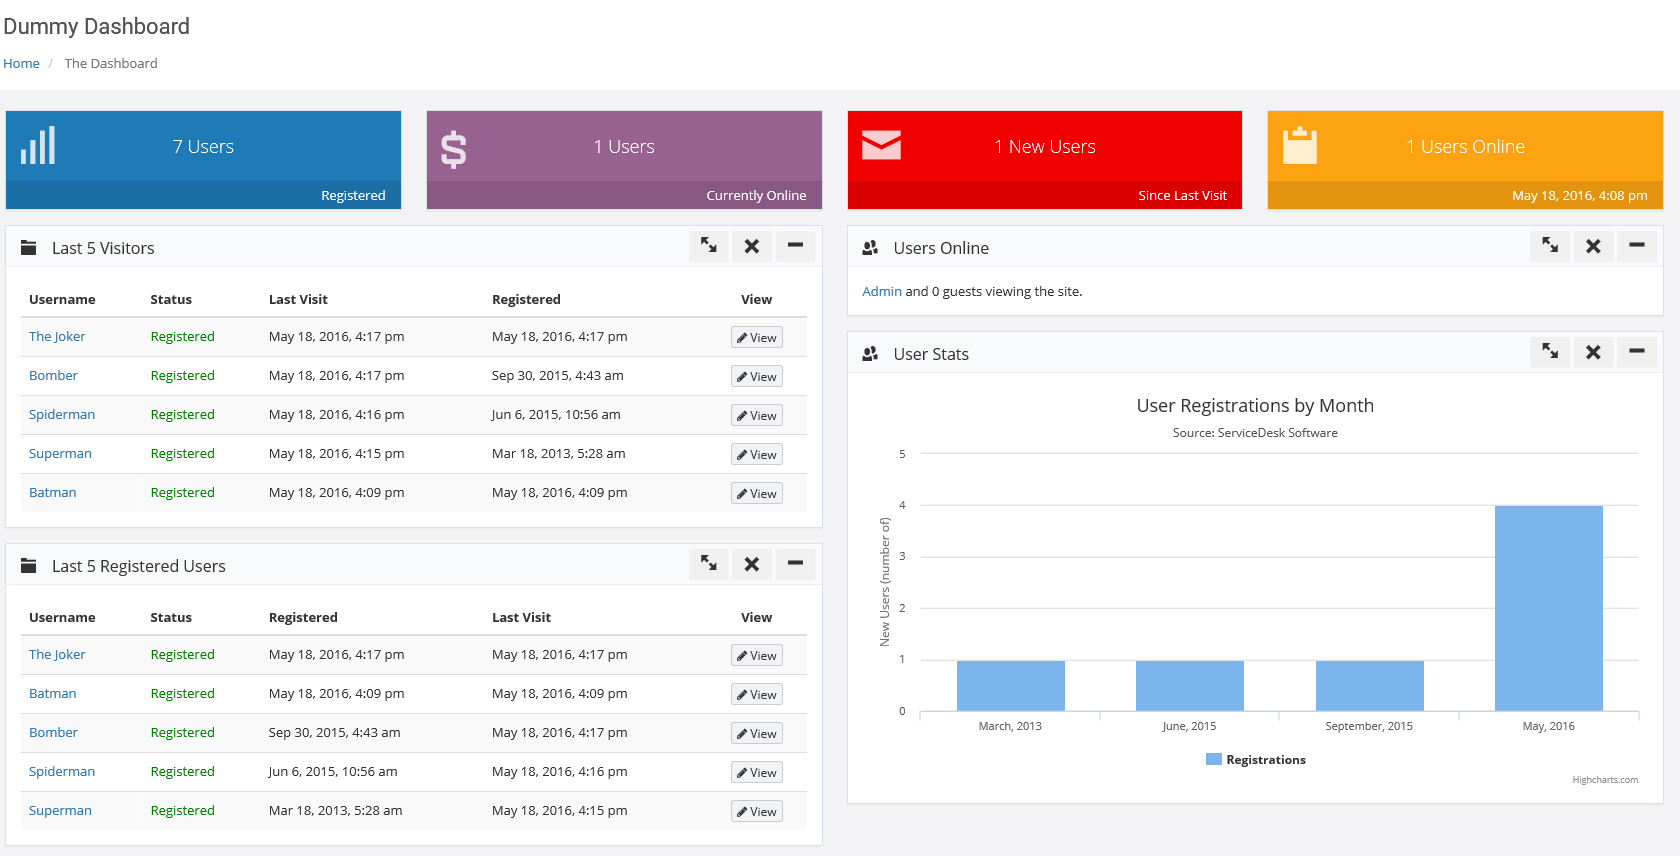 Dummy Dashboard
Home / The Dashboard
7 Users
Registered
1 Users
Currently Online
1 New Users
Since Last Visit
1 Users Online
May 18, 2016, 4:08 pm
Last 5 Visitors
Username Status Last Visit Registered View
The Joker Registered May 18, 2016, 4:17 pm May 18, 2016, 4:17 pm View
Bomber Registered May 18, 2016, 4:17 pm Sep 30, 2015, 4:43 am View
Spiderman Registered May 18, 2016, 4:16 pm Jun 6, 2015, 10:56 am View
Superman Registered May 18, 2016, 4:15 pm Mar 18, 2013, 5:28 am View
Batman Registered May 18, 2016, 4:09 pm May 18, 2016, 4:09 pm View
Last 5 Registered Users
Username Status Registered Last Visit View
The Joker Registered May 18, 2016, 4:17 pm May 18, 2016, 4:17 pm View
Batman Registered May 18, 2016, 4:09 pm May 18, 2016, 4:09 pm View
Bomber Registered Sep 30, 2015, 4:43 am May 18, 2016, 4:17 pm View
Spiderman Registered Jun 6, 2015, 10:56 am May 18, 2016, 4:16 pm View
Superman Registered Mar 18, 2013, 5:28 am May 18, 2016, 4:15 pm View
Users Online
Admin and 0 guests viewing the site.
User Stats
User Registrations by Month
Source: ServiceDesk Software
New Users (number of)
5
4
3
2
1
0
March, 2013 June, 2015 September, 2015 May, 2016
Registrations
Highcharts.com